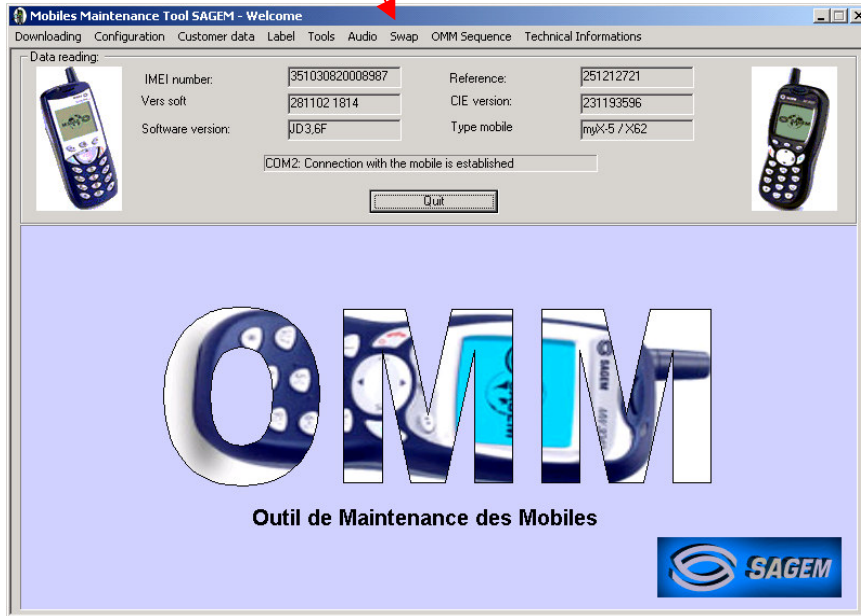 Mobiles Maintenance Tool SAGEM - Welcome
Downloading Configuration Customer data Label Tools Audio Swap OMM Sequence Technical Informations
Data reading:
IMEI number: 351030820008987 Reference: 251212721
Vers soft 281102 1814 CIE version: 231193596
Software version: JD3,6F Type mobile myX-5 / X62
COM2: Connection with the mobile is established
Quit
OMM
Outil de Maintenance des Mobiles
SAGEM